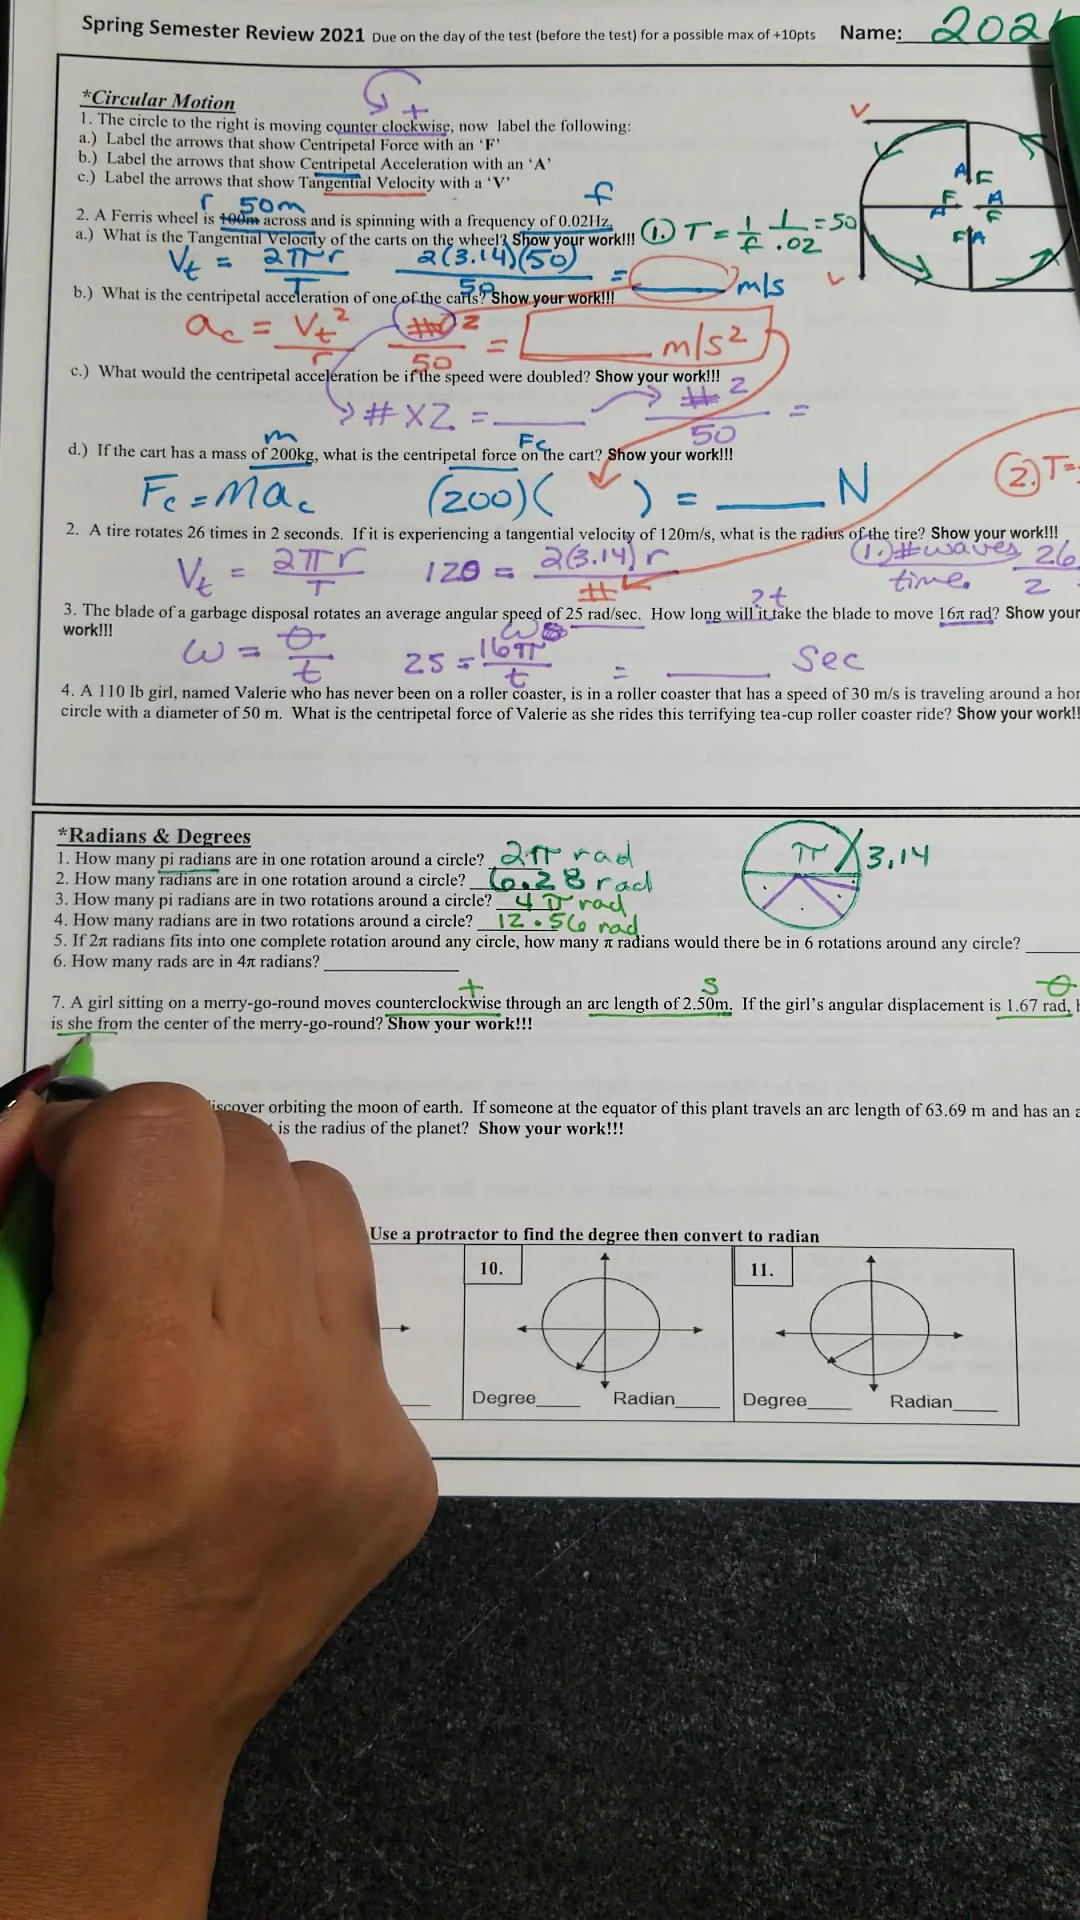 Spring Semester Review 2021 Due on the day of the test (before the test) for a possible max of +10pts Name: 202
*Circular Motion
+
1. The circle to the right is moving counter clockwise, now label the following:
a.) Label the arrows that show Centripetal Force with an ‘F’
b.) Label the arrows that show Centripetal Acceleration with an ‘A’
c.) Label the arrows that show Tangential Velocity with a ‘V’
V
A F
F A
A F
F A
V
r 50m f
2. A Ferris wheel is 100m across and is spinning with a frequency of 0.02Hz.
a.) What is the Tangential Velocity of the carts on the wheel? Show your work!!! 1. T = 1/f 1/.02 = 50
Vt = 2πr/T 2(3.14)(50)/50 = ____ m/s
b.) What is the centripetal acceleration of one of the carts? Show your work!!!
ac = Vt²/r #²/50 = ____ m/s²
c.) What would the centripetal acceleration be if the speed were doubled? Show your work!!!
# X2 = ____ #²/50 =
m Fc
d.) If the cart has a mass of 200kg, what is the centripetal force on the cart? Show your work!!!
Fc = mac (200)( ) = ____ N
2. T=
2. A tire rotates 26 times in 2 seconds. If it is experiencing a tangential velocity of 120m/s, what is the radius of the tire? Show your work!!!
Vt = 2πr/T 120 = 2(3.14)r/# 1. #waves/time. 26/2
?t
3. The blade of a garbage disposal rotates an average angular speed of 25 rad/sec. How long will it take the blade to move 16π rad? Show your
work!!! ω
ω = θ/t 25 = 16π/t = ____ sec
4. A 110 lb girl, named Valerie who has never been on a roller coaster, is in a roller coaster that has a speed of 30 m/s is traveling around a hor
circle with a diameter of 50 m. What is the centripetal force of Valerie as she rides this terrifying tea-cup roller coaster ride? Show your work!!
*Radians & Degrees
1. How many pi radians are in one rotation around a circle? 2π rad
2. How many radians are in one rotation around a circle? 6.28 rad
3. How many pi radians are in two rotations around a circle? 4π rad
4. How many radians are in two rotations around a circle? 12.56 rad
π 3.14
5. If 2π radians fits into one complete rotation around any circle, how many π radians would there be in 6 rotations around any circle? ____
6. How many rads are in 4π radians? ____
+ S θ
7. A girl sitting on a merry-go-round moves counterclockwise through an arc length of 2.50m. If the girl’s angular displacement is 1.67 rad,
is she from the center of the merry-go-round? Show your work!!!
iscover orbiting the moon of earth. If someone at the equator of this plant travels an arc length of 63.69 m and has an
is the radius of the planet? Show your work!!!
Use a protractor to find the degree then convert to radian
10.
11.
Degree____ Radian____
Degree____ Radian____